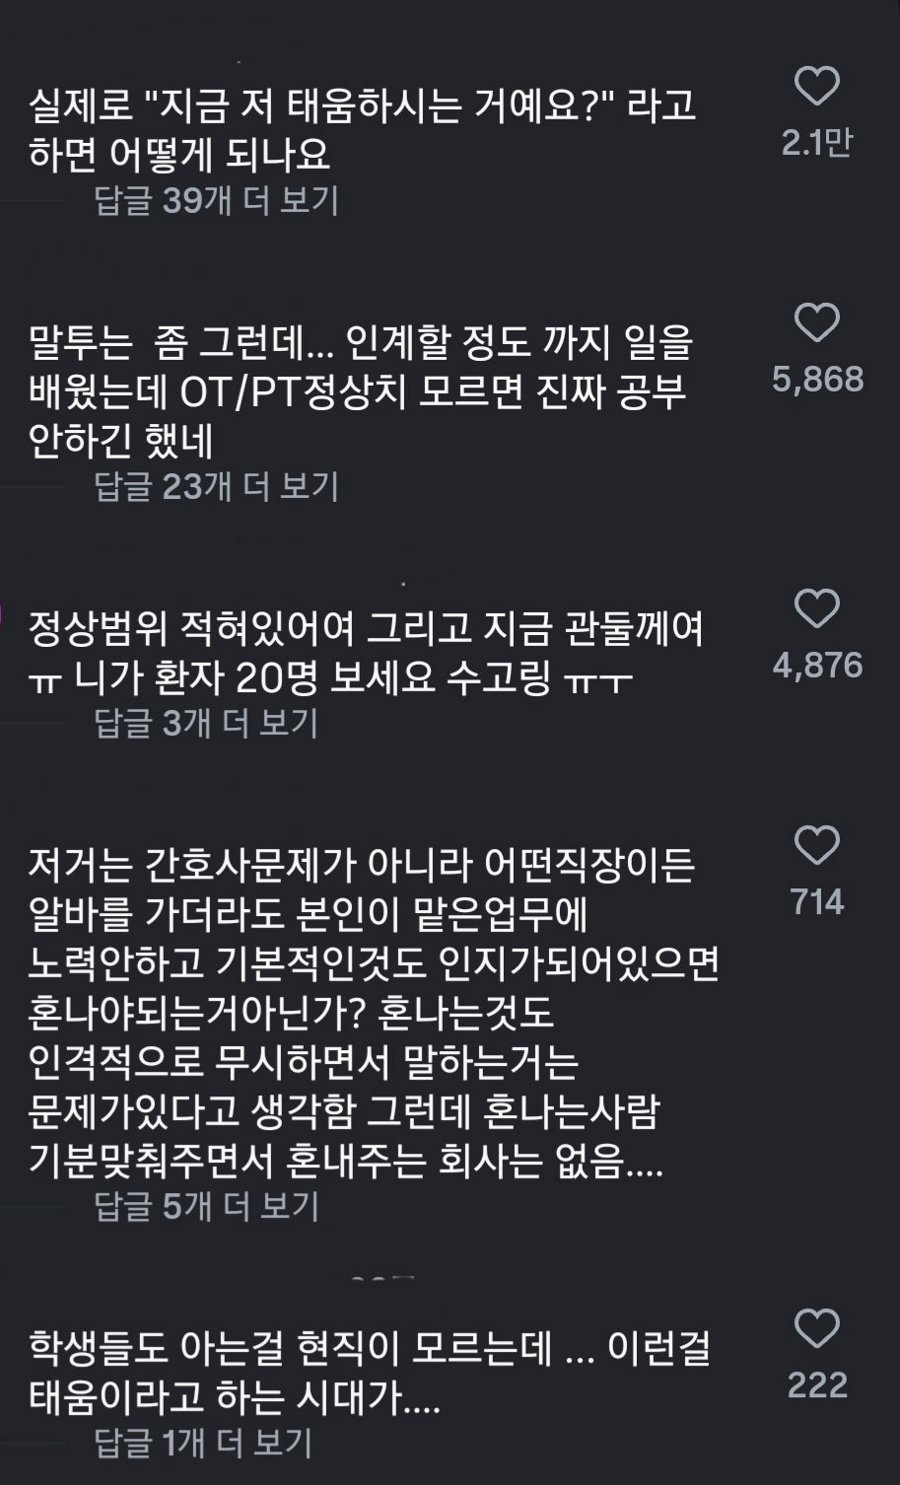 실제로 "지금 저 태움하시는 거예요?" 라고
하면 어떻게 되나요
2.1만
답글 39개 더 보기
말투는 좀 그런데... 인계할 정도 까지 일을
배웠는데 OT/PT정상치 모르면 진짜 공부
안하긴 했네
5,868
답글 23개 더 보기
정상범위 적혀있어여 그리고 지금 관둘께여
ㅠ 니가 환자 20명 보세요 수고링 ㅠㅜ
4,876
답글 3개 더 보기
저거는 간호사문제가 아니라 어떤직장이든
알바를 가더라도 본인이 맡은업무에
노력안하고 기본적인것도 인지가되어있으면
혼나야되는거아닌가? 혼나는것도
인격적으로 무시하면서 말하는거는
문제가있다고 생각함 그런데 혼나는사람
기분맞춰주면서 혼내주는 회사는 없음....
714
답글 5개 더 보기
학생들도 아는걸 현직이 모르는데 ... 이런걸
태움이라고 하는 시대가....
222
답글 1개 더 보기